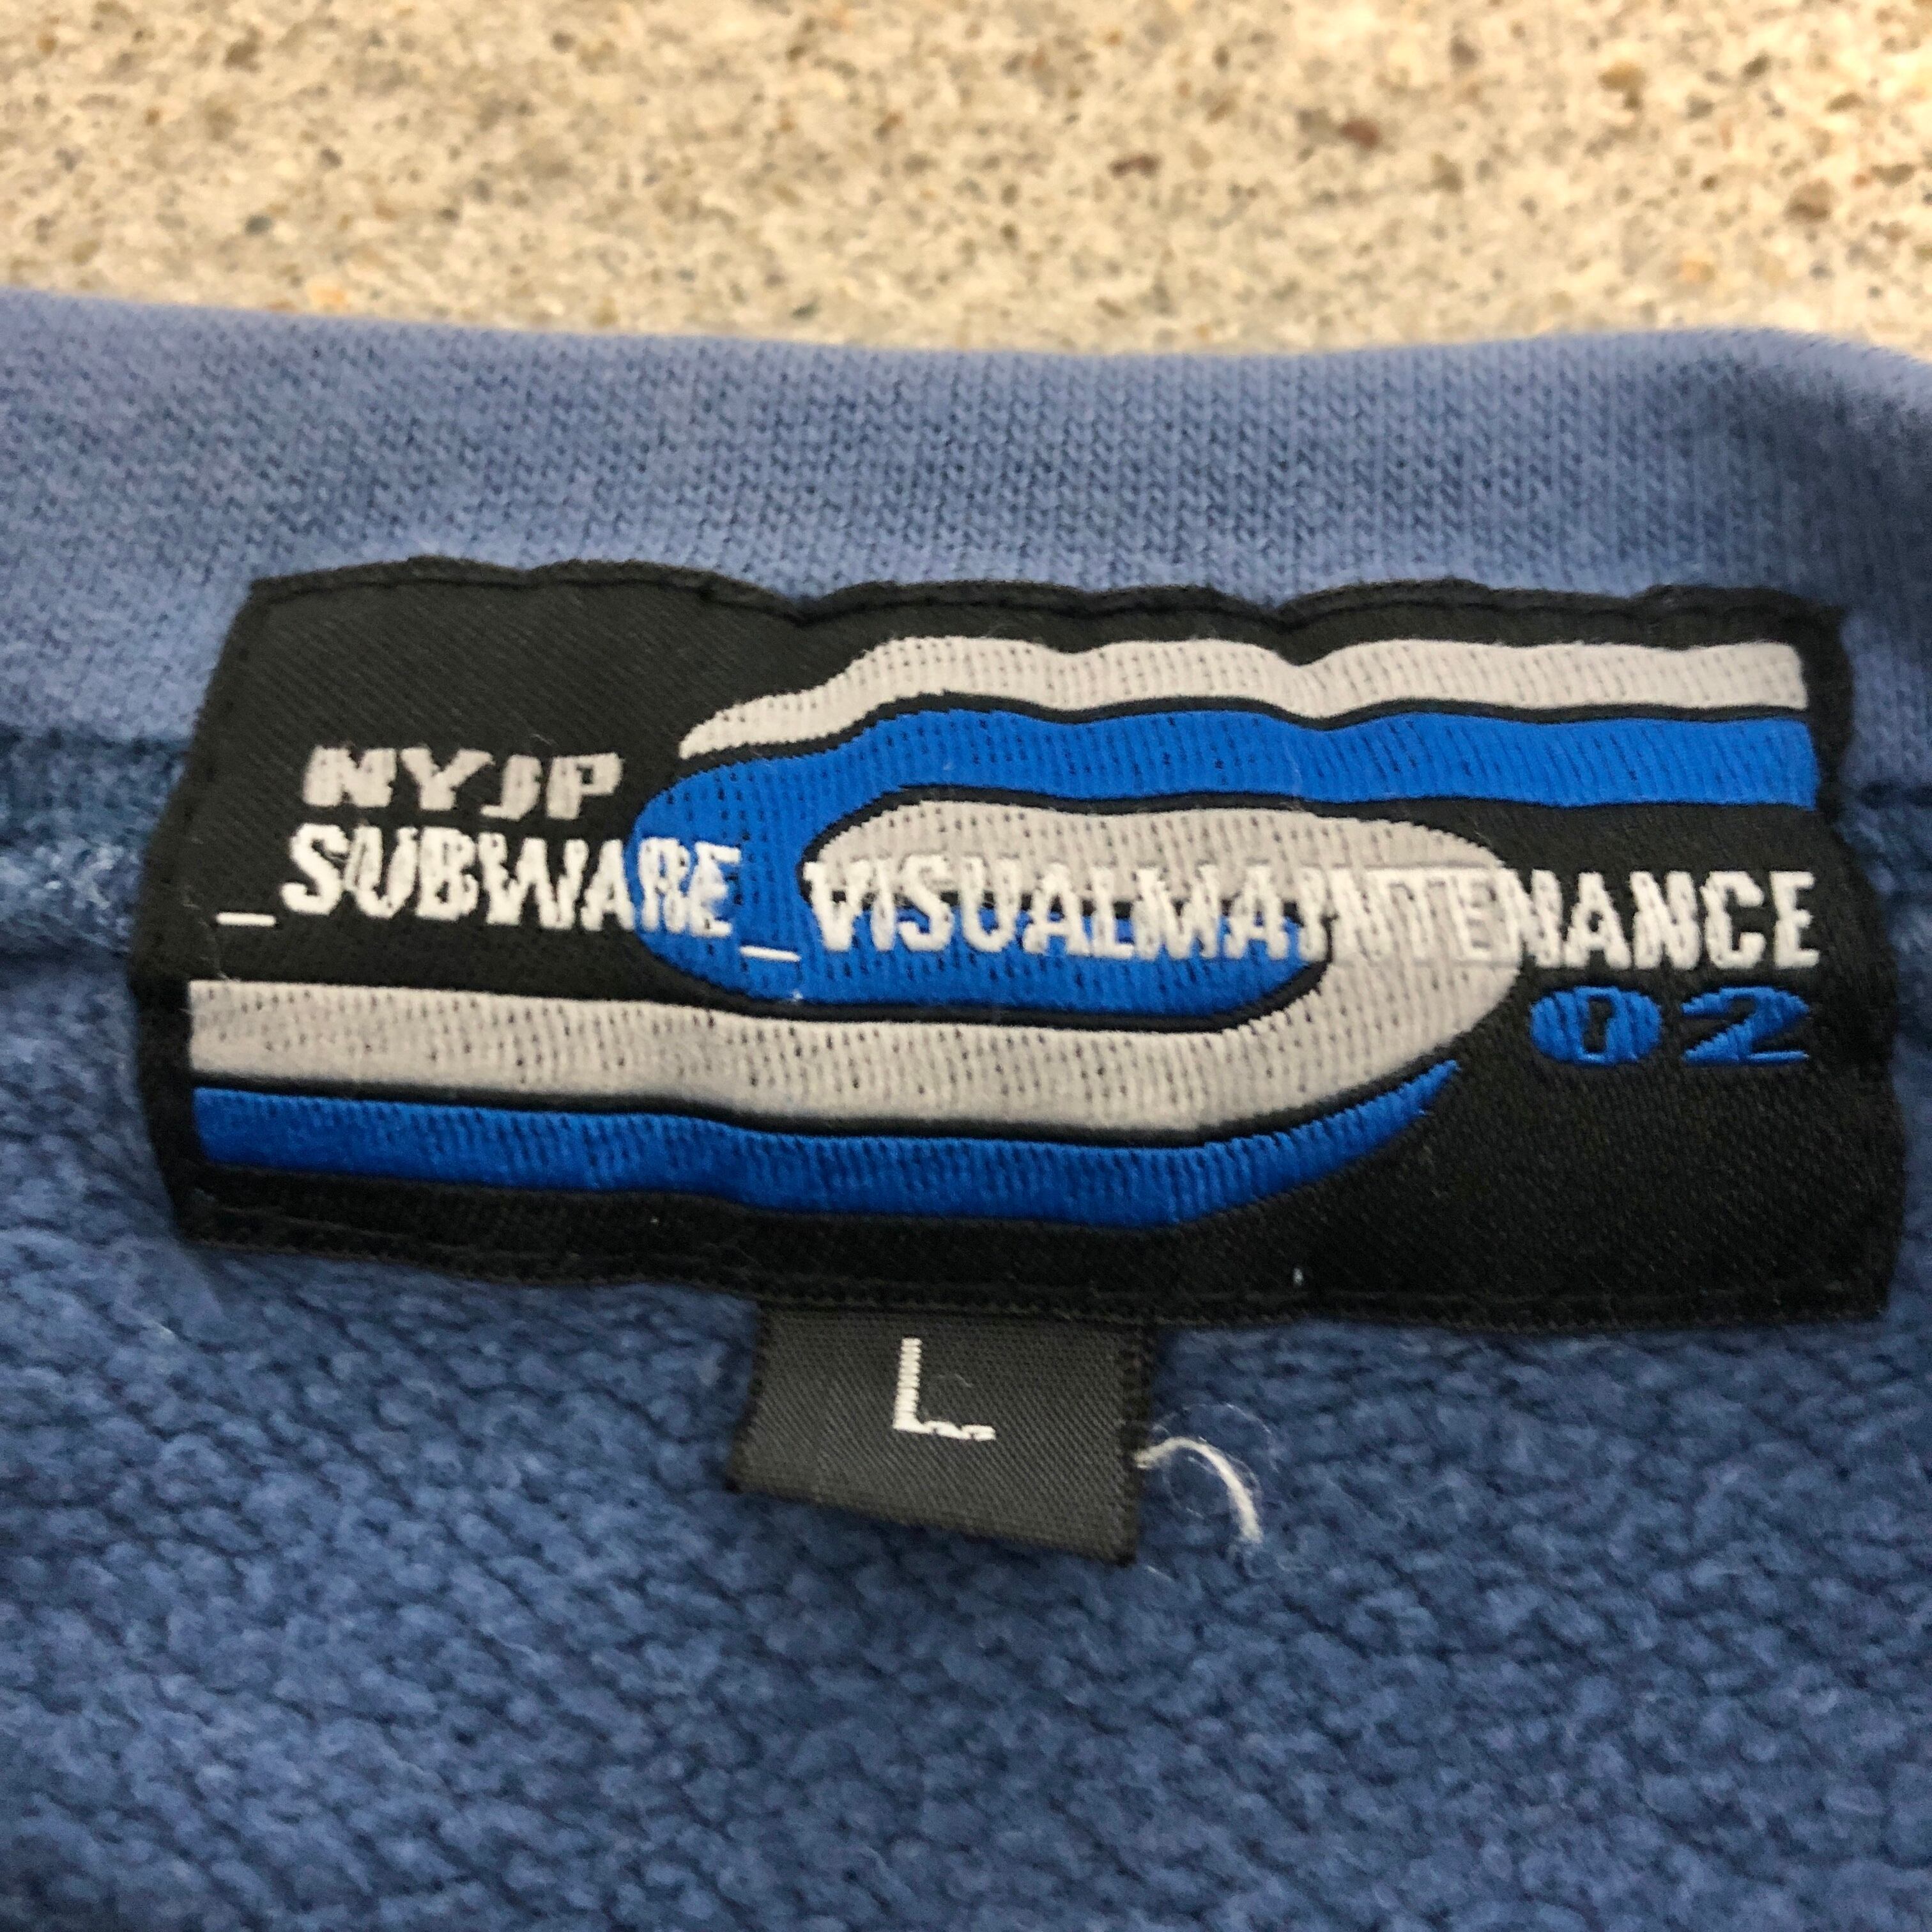 NYJP
_SUBWARE_VISUALMAINTENANCE
02
L